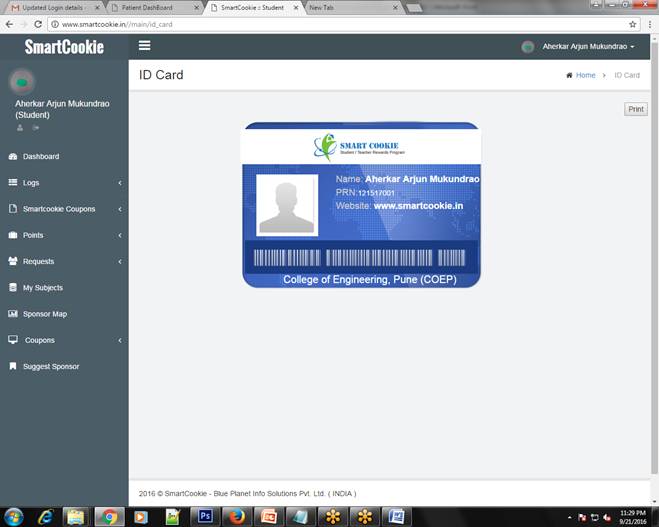 Updated Login details -
Patient DashBoard
SmartCookie :: Student
New Tab
www.smartcookie.in//main/id_card
SmartCookie
Aherkar Arjun Mukundrao
ID Card
Home > ID Card
Aherkar Arjun Mukundrao
(Student)
Print
Dashboard
Logs
Smartcookie Coupons
Points
Requests
My Subjects
Sponsor Map
Coupons
Suggest Sponsor
SMART COOKIE
Student / Teacher Rewards Program
Name: Aherkar Arjun Mukundrao
PRN:121517001
Website: www.smartcookie.in
College of Engineering, Pune (COEP)
2016 © SmartCookie - Blue Planet Info Solutions Pvt. Ltd. ( INDIA )
Ps
11:29 PM
9/21/2016